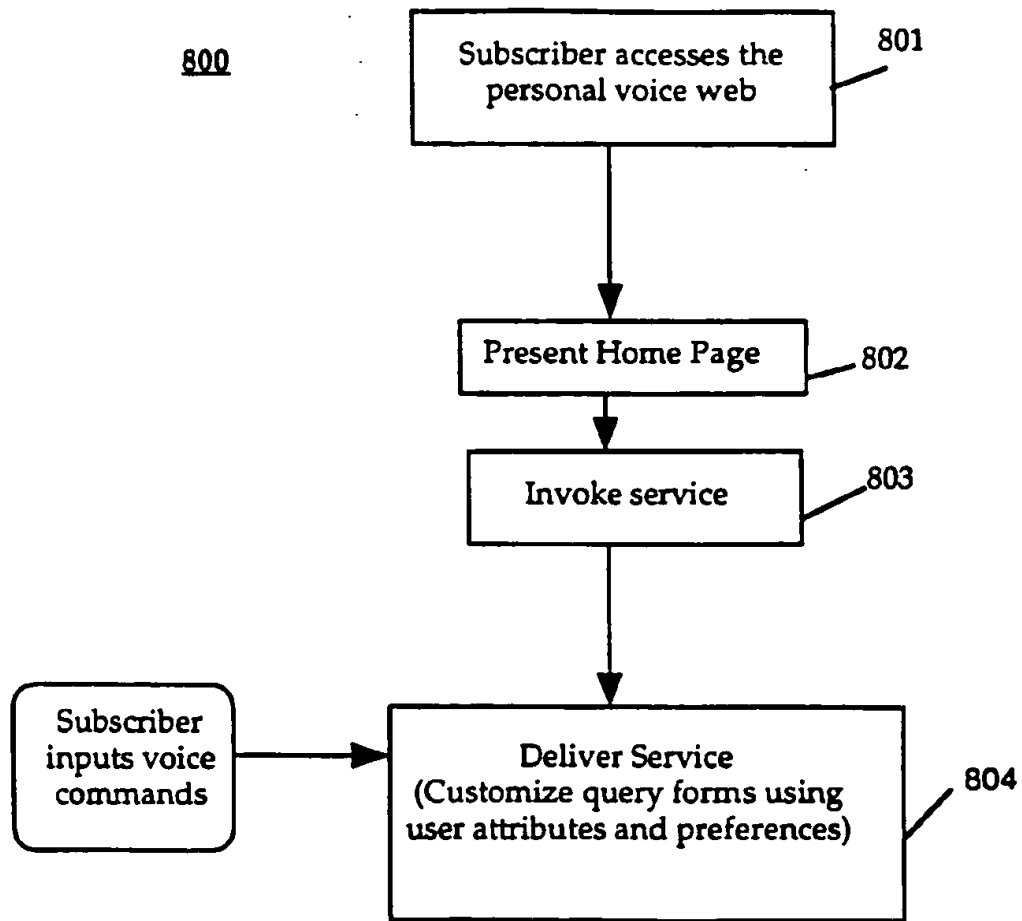 800
Subscriber accesses the
personal voice web
801
Present Home Page
802
Invoke service
803
Subscriber
inputs voice
commands
Deliver Service
(Customize query forms using
user attributes and preferences)
804